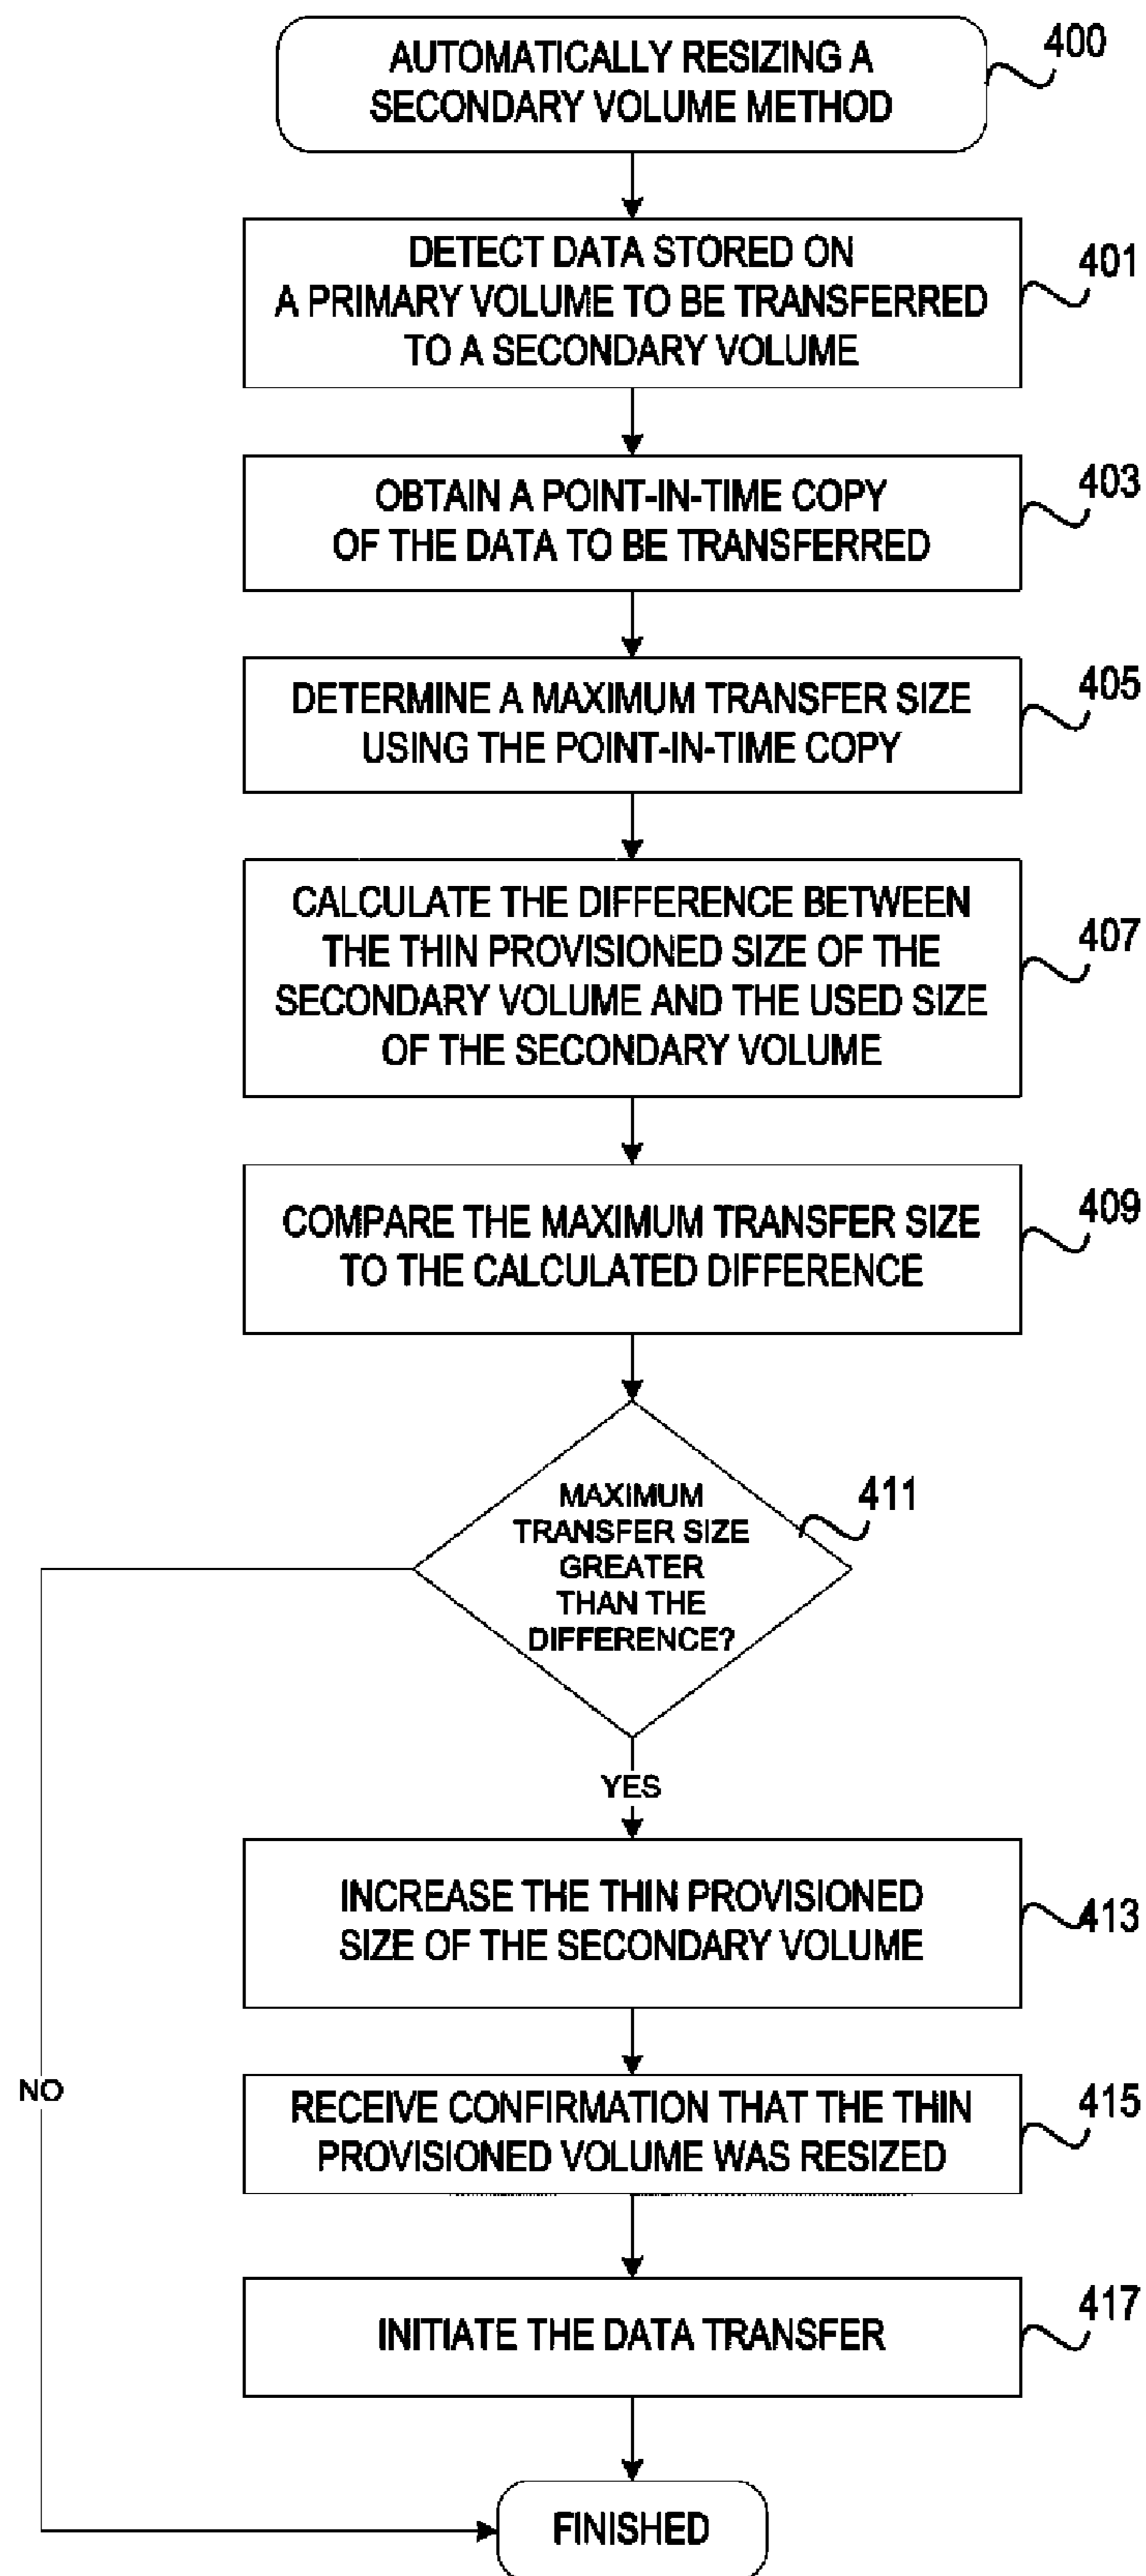 AUTOMATICALLY RESIZING A
SECONDARY VOLUME METHOD
400
DETECT DATA STORED ON
A PRIMARY VOLUME TO BE TRANSFERRED
TO A SECONDARY VOLUME
401
OBTAIN A POINT-IN-TIME COPY
OF THE DATA TO BE TRANSFERRED
403
DETERMINE A MAXIMUM TRANSFER SIZE
USING THE POINT-IN-TIME COPY
405
CALCULATE THE DIFFERENCE BETWEEN
THE THIN PROVISIONED SIZE OF THE
SECONDARY VOLUME AND THE USED SIZE
OF THE SECONDARY VOLUME
407
COMPARE THE MAXIMUM TRANSFER SIZE
TO THE CALCULATED DIFFERENCE
409
MAXIMUM
TRANSFER SIZE
GREATER
THAN THE
DIFFERENCE?
411
YES
INCREASE THE THIN PROVISIONED
SIZE OF THE SECONDARY VOLUME
413
NO
RECEIVE CONFIRMATION THAT THE THIN
PROVISIONED VOLUME WAS RESIZED
415
INITIATE THE DATA TRANSFER
417
FINISHED